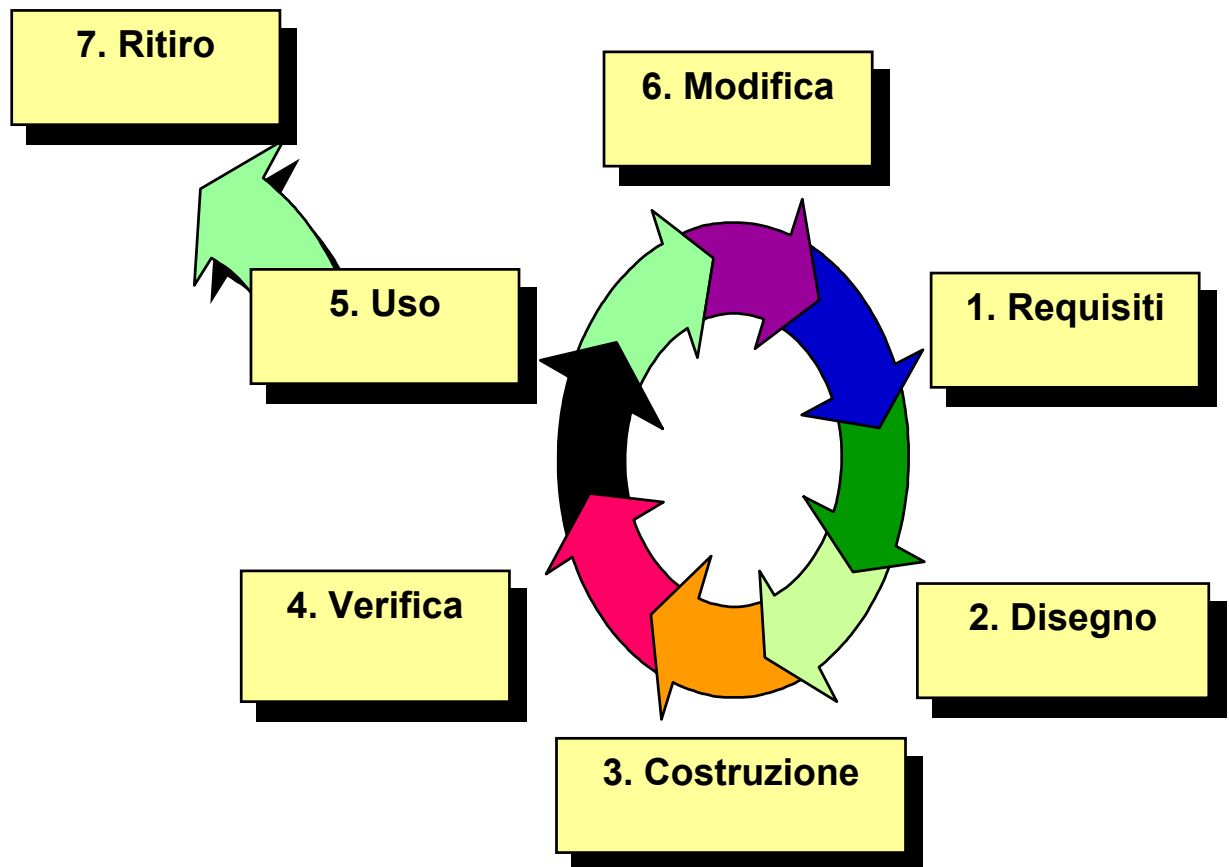 7. Ritiro
6. Modifica
5. Uso
1. Requisiti
4. Verifica
2. Disegno
3. Costruzione